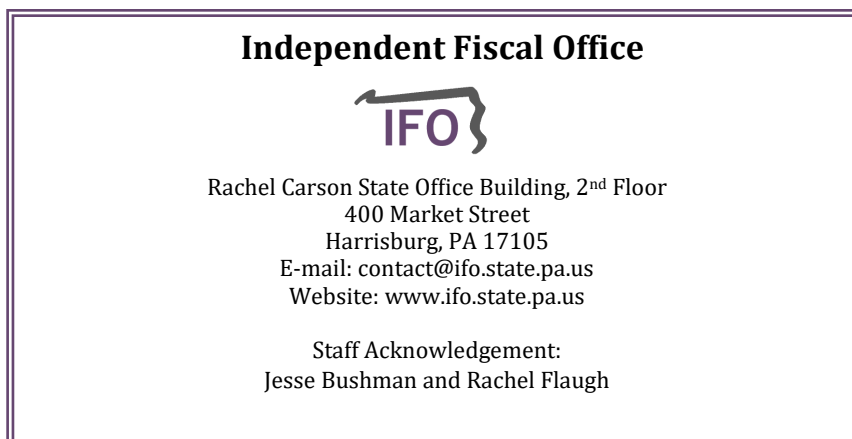 Independent Fiscal Office
IFO
Rachel Carson State Office Building, 2nd Floor
400 Market Street
Harrisburg, PA 17105
E-mail: contact@ifo.state.pa.us
Website: www.ifo.state.pa.us
Staff Acknowledgement:
Jesse Bushman and Rachel Flaugh